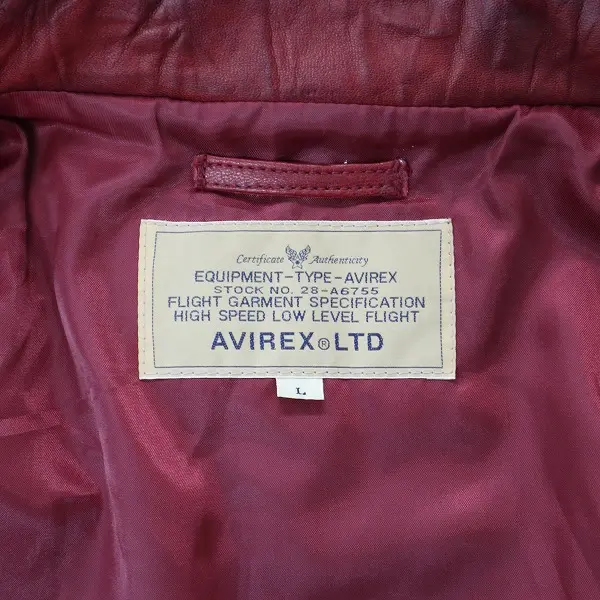 Certificate Authenticity
EQUIPMENT-TYPE-AVIREX
STOCK NO. 28-A6755
FLIGHT GARMENT SPECIFICATION
HIGH SPEED LOW LEVEL FLIGHT
AVIREX®LTD
L